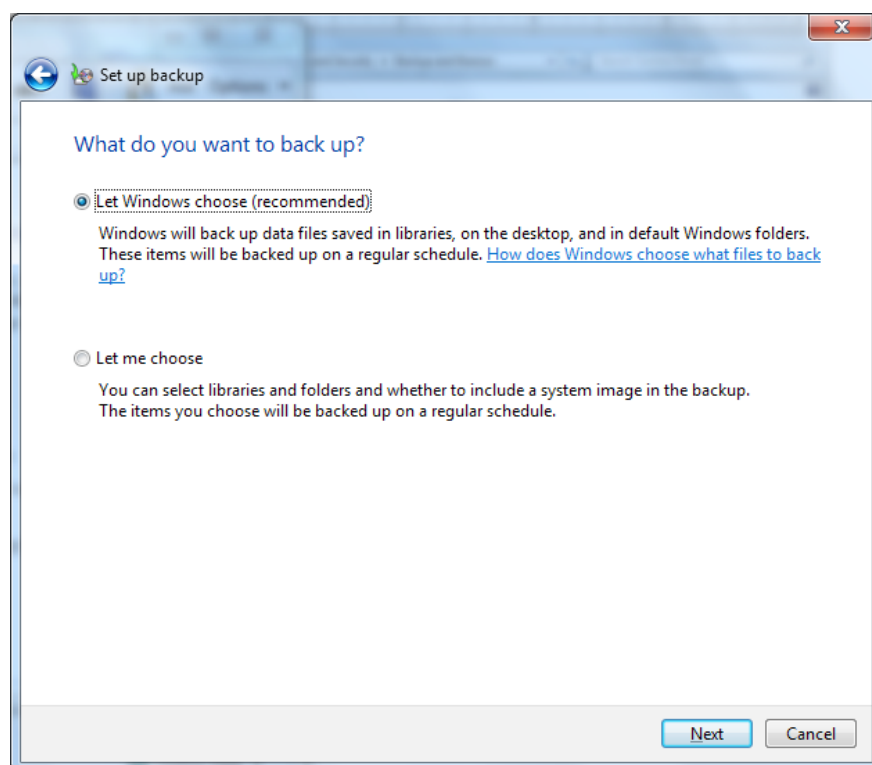 Set up backup
What do you want to back up?
Let Windows choose (recommended)
Windows will back up data files saved in libraries, on the desktop, and in default Windows folders.
These items will be backed up on a regular schedule. How does Windows choose what files to back
up?
Let me choose
You can select libraries and folders and whether to include a system image in the backup.
The items you choose will be backed up on a regular schedule.
Next
Cancel